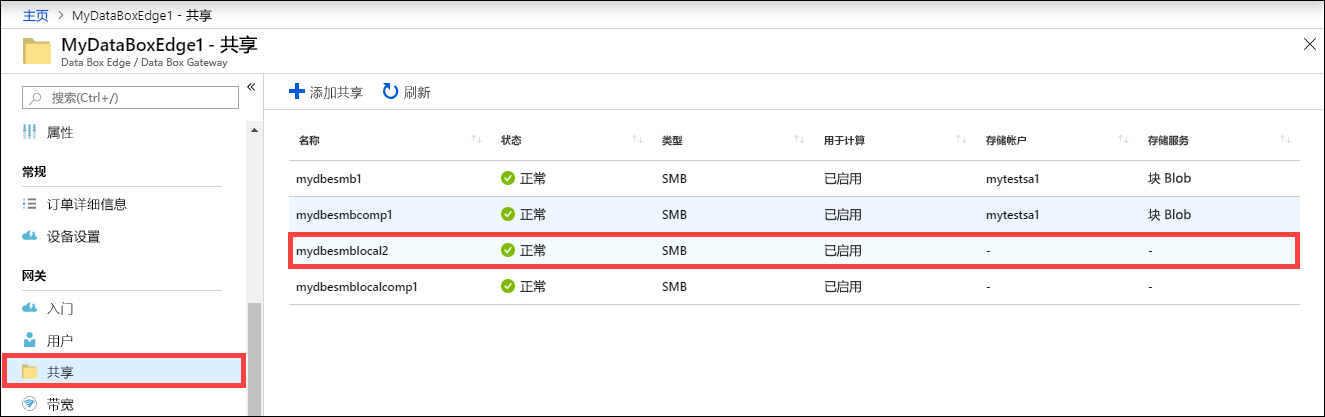 主页 > MyDataBoxEdge1 - 共享
MyDataBoxEdge1 - 共享
Data Box Edge / Data Box Gateway
搜索(Ctrl+/)
属性
常规
订单详细信息
设备设置
网关
入门
用户
共享
带宽
添加共享 刷新
名称 状态 类型 用于计算 存储帐户 存储服务
mydbesmb1 正常 SMB 已启用 mytestsa1 块 Blob
mydbesmbcomp1 正常 SMB 已启用 mytestsa1 块 Blob
mydbesmblocal2 正常 SMB 已启用 - -
mydbesmblocalcomp1 正常 SMB 已启用 - -